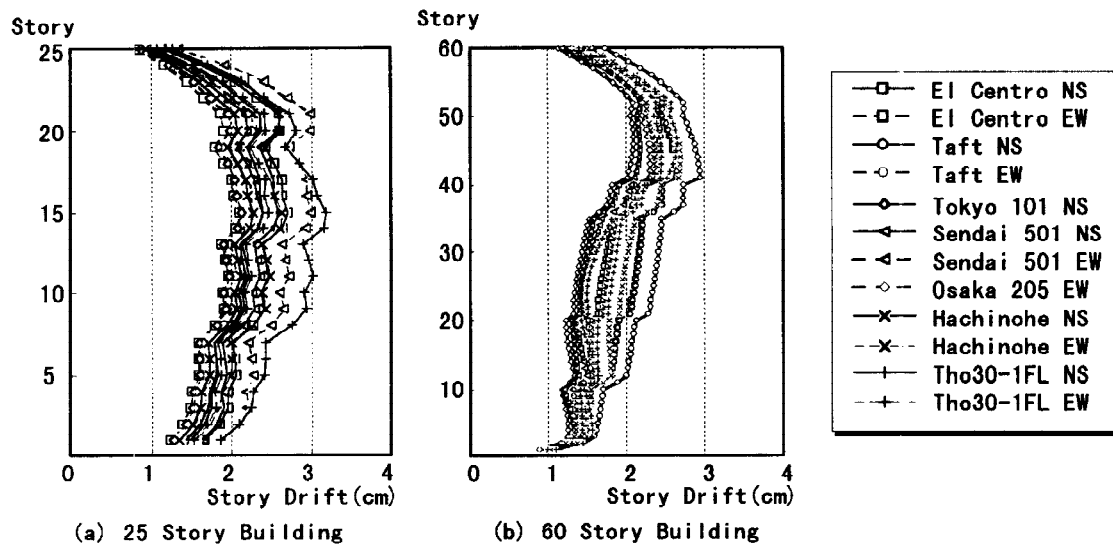 Story
25
20
15
10
5
0
1
2
3
4
Story Drift(cm)
(a) 25 Story Building
Story
60
50
40
30
20
10
0
1
2
3
4
Story Drift(cm)
(b) 60 Story Building
El Centro NS
El Centro EW
Taft NS
Taft EW
Tokyo 101 NS
Sendai 501 NS
Sendai 501 EW
Osaka 205 EW
Hachinohe NS
Hachinohe EW
Tho30-1FL NS
Tho30-1FL EW